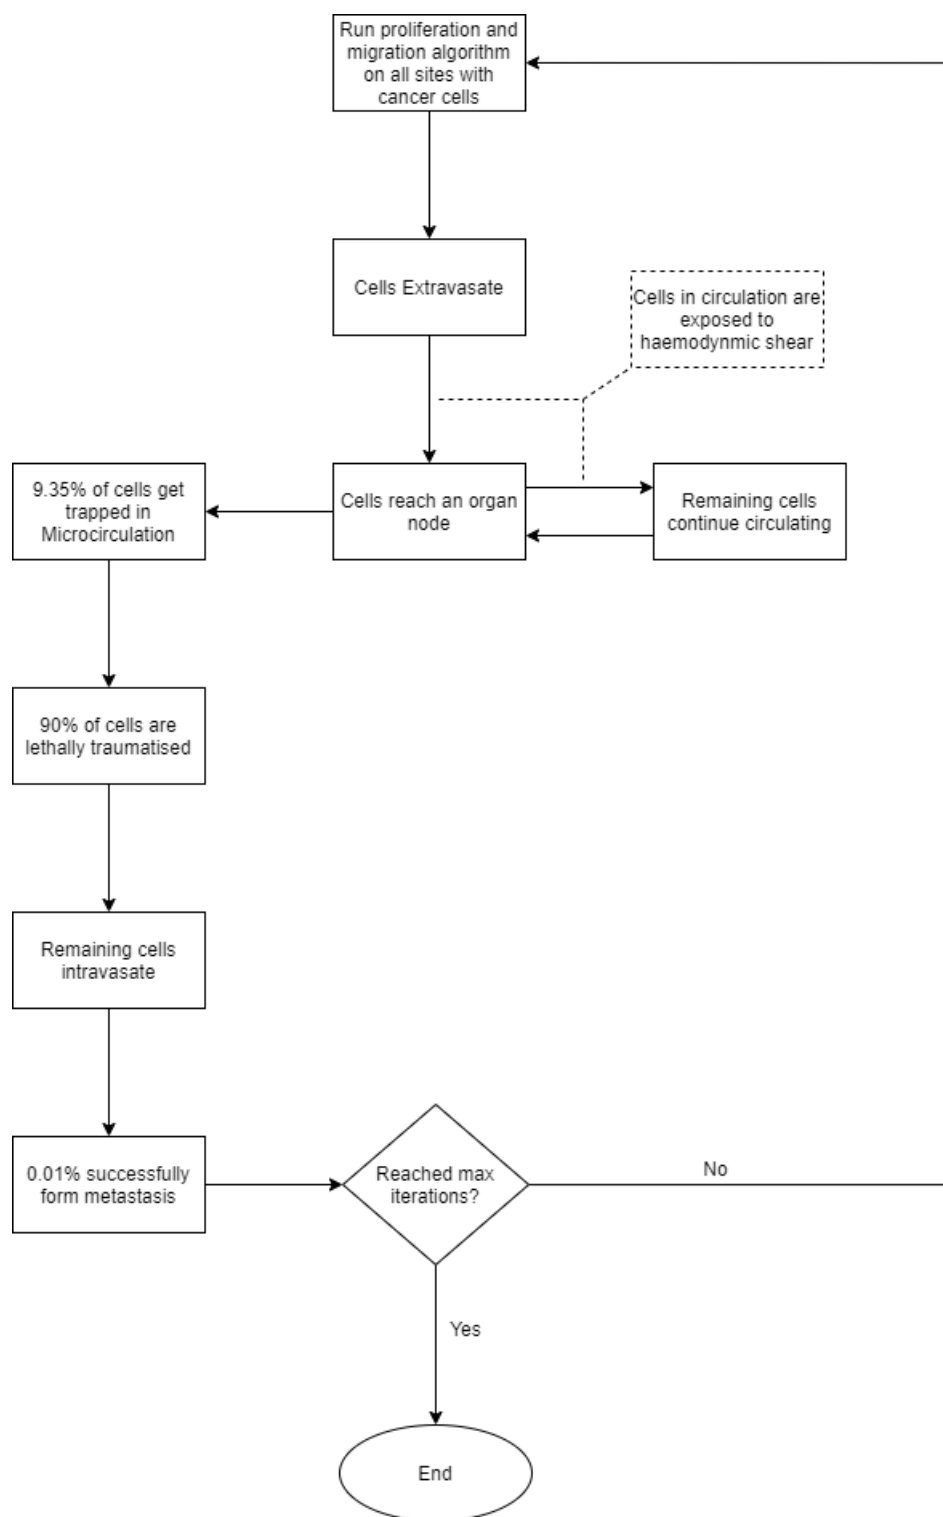 Run proliferation and
migration algorithm
on all sites with
cancer cells
Cells Extravasate
Cells in circulation are
exposed to
haemodynmic shear
9.35% of cells get
trapped in
Microcirculation
Cells reach an organ
node
Remaining cells
continue circulating
90% of cells are
lethally traumatised
Remaining cells
intravasate
0.01% successfully
form metastasis
Reached max
iterations?
No
Yes
End